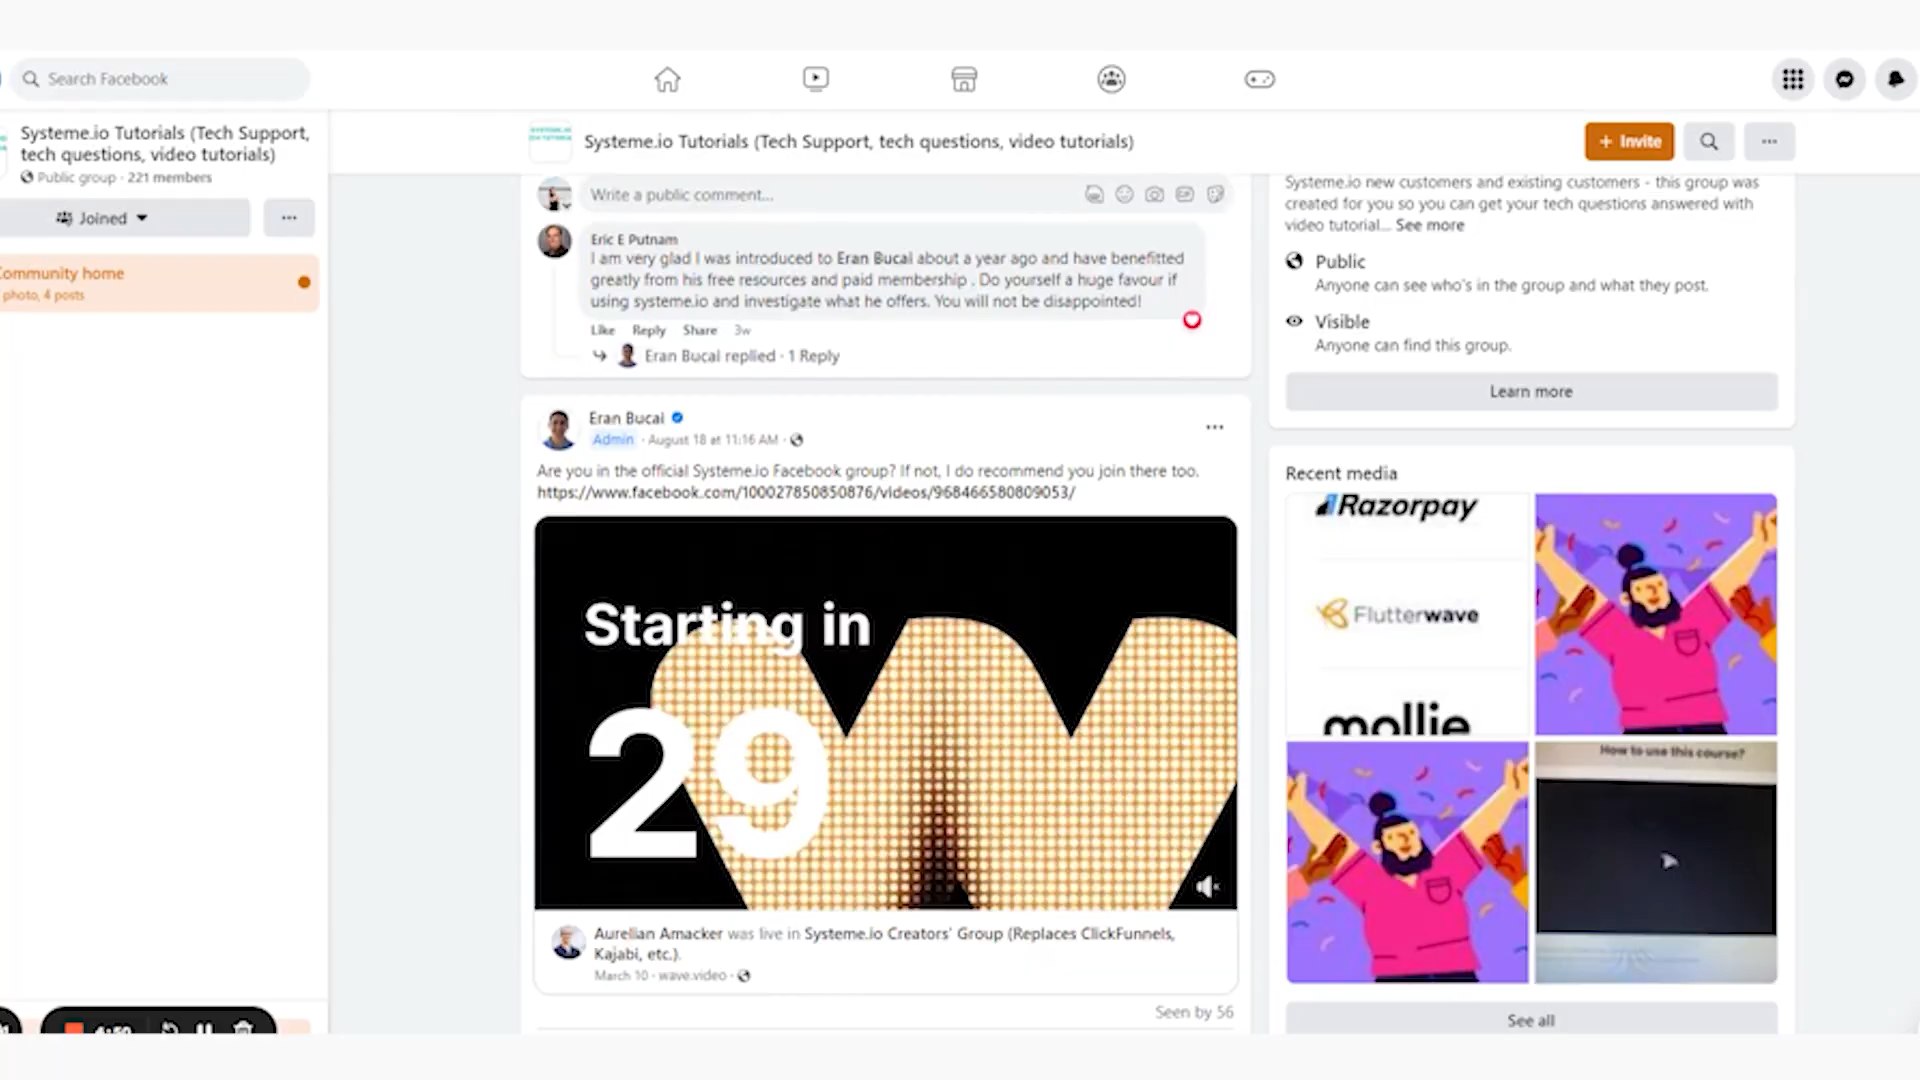 Search Facebook
Systeme.io Tutorials (Tech Support,
tech questions, video tutorials)
Public group · 221 members
Joined
Community home
photo, 4 posts
Systeme.io Tutorials (Tech Support, tech questions, video tutorials)
+ Invite
Write a public comment...
Eric E Putnam
I am very glad I was introduced to Eran Bucai about a year ago and have benefitted
greatly from his free resources and paid membership . Do yourself a huge favour if
using systeme.io and investigate what he offers. You will not be disappointed!
Like Reply Share 3w
Eran Bucai replied · 1 Reply
Eran Bucai
Admin · August 18 at 11:16 AM ·
Are you in the official Systeme.io Facebook group? If not, I do recommend you join there too.
https://www.facebook.com/100027850850876/videos/968466580809053/
Starting in
29
Aurelian Amacker was live in Systeme.io Creators' Group (Replaces ClickFunnels,
Kajabi, etc.).
March 10 · wave.video ·
Seen by 56
Systeme.io new customers and existing customers - this group was
created for you so you can get your tech questions answered with
video tutorial... See more
Public
Anyone can see who's in the group and what they post.
Visible
Anyone can find this group.
Learn more
Recent media
Razorpay
Flutterwave
mollie
How to use this course?
See all